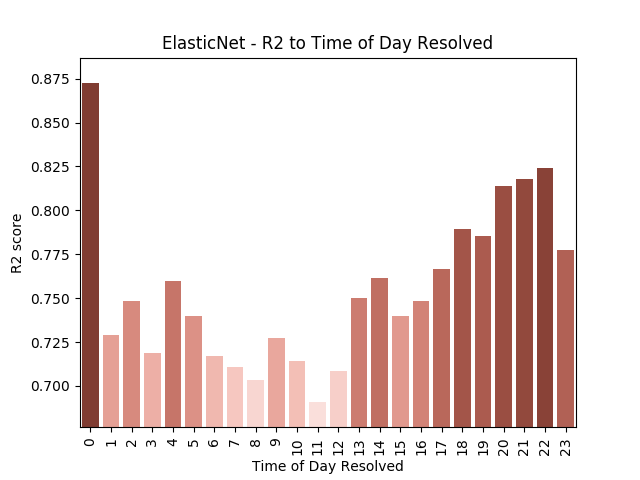 ElasticNet - R2 to Time of Day Resolved
R2 score
0.875
0.850
0.825
0.800
0.775
0.750
0.725
0.700
0 1 2 3 4 5 6 7 8 9 10 11 12 13 14 15 16 17 18 19 20 21 22 23
Time of Day Resolved